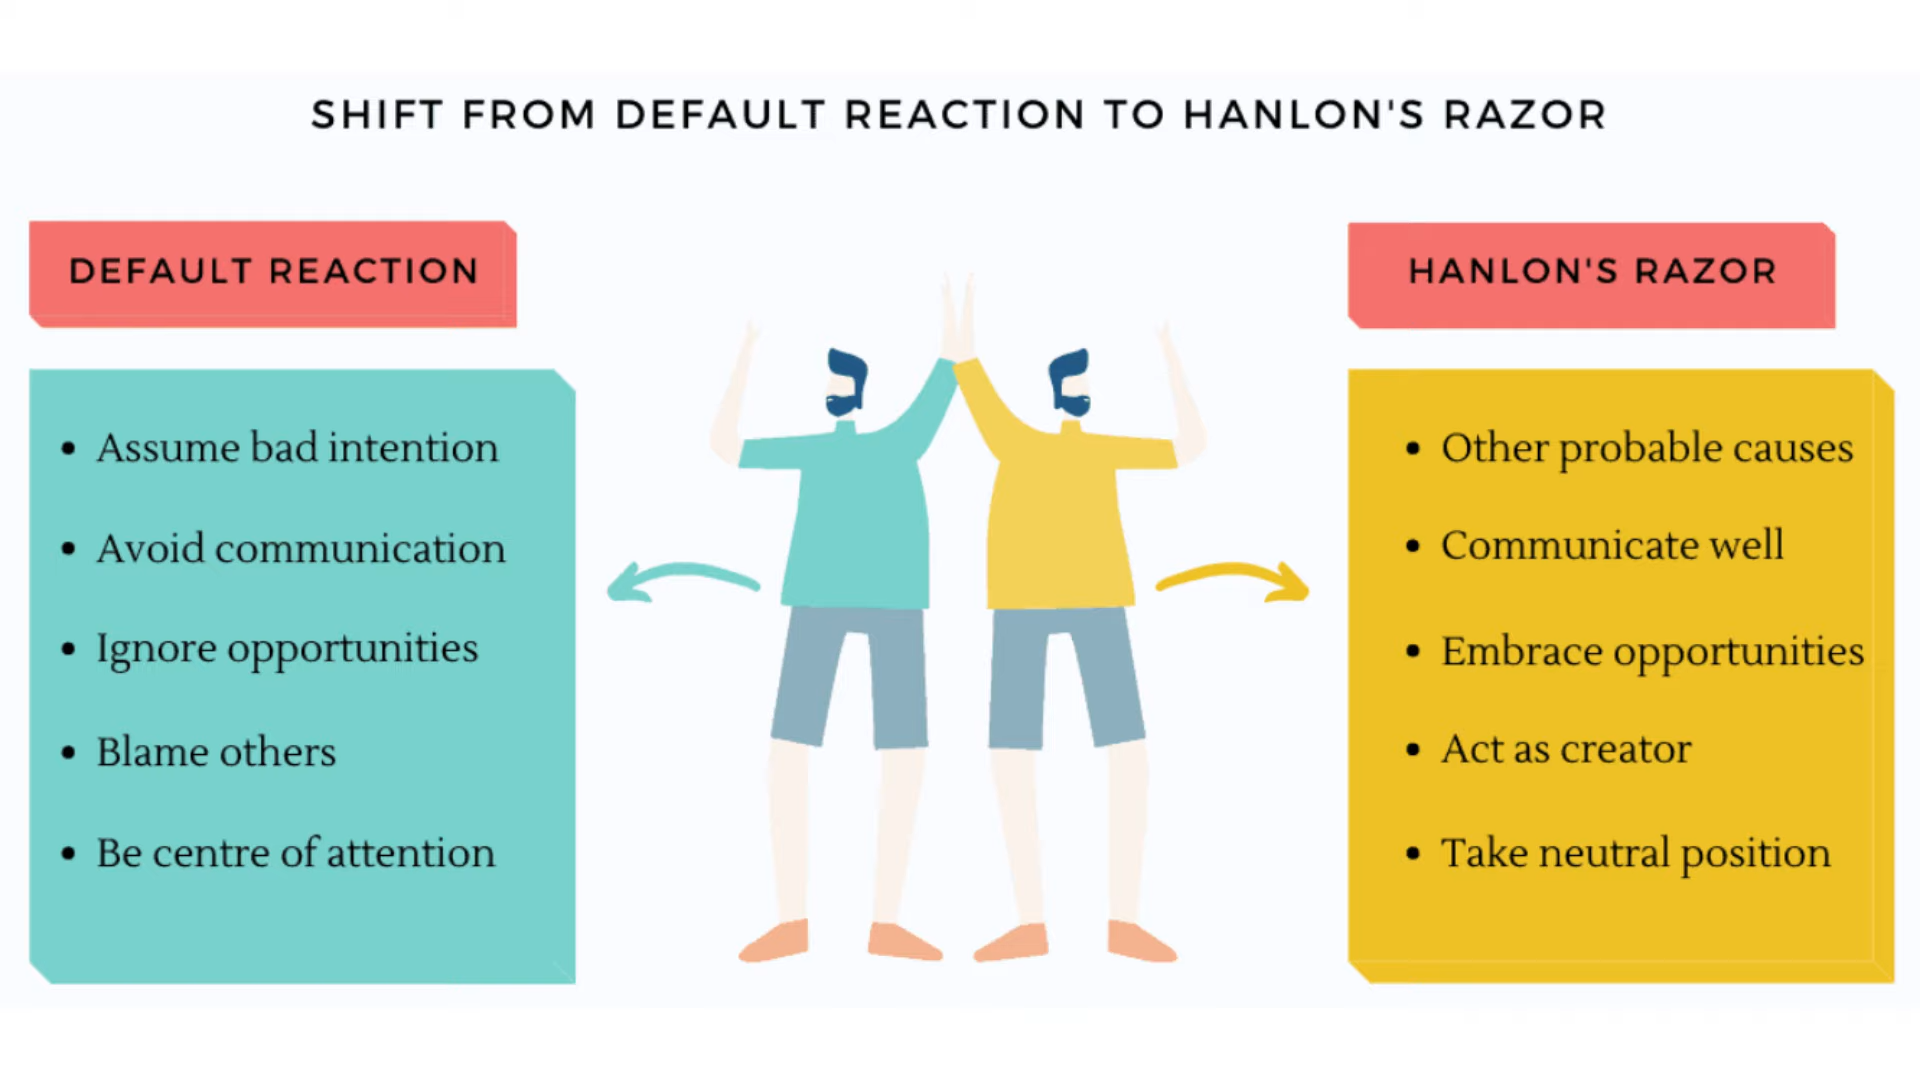 SHIFT FROM DEFAULT REACTION TO HANLON'S RAZOR
DEFAULT REACTION
• Assume bad intention
• Avoid communication
• Ignore opportunities
• Blame others
• Be centre of attention
HANLON'S RAZOR
• Other probable causes
• Communicate well
• Embrace opportunities
• Act as creator
• Take neutral position